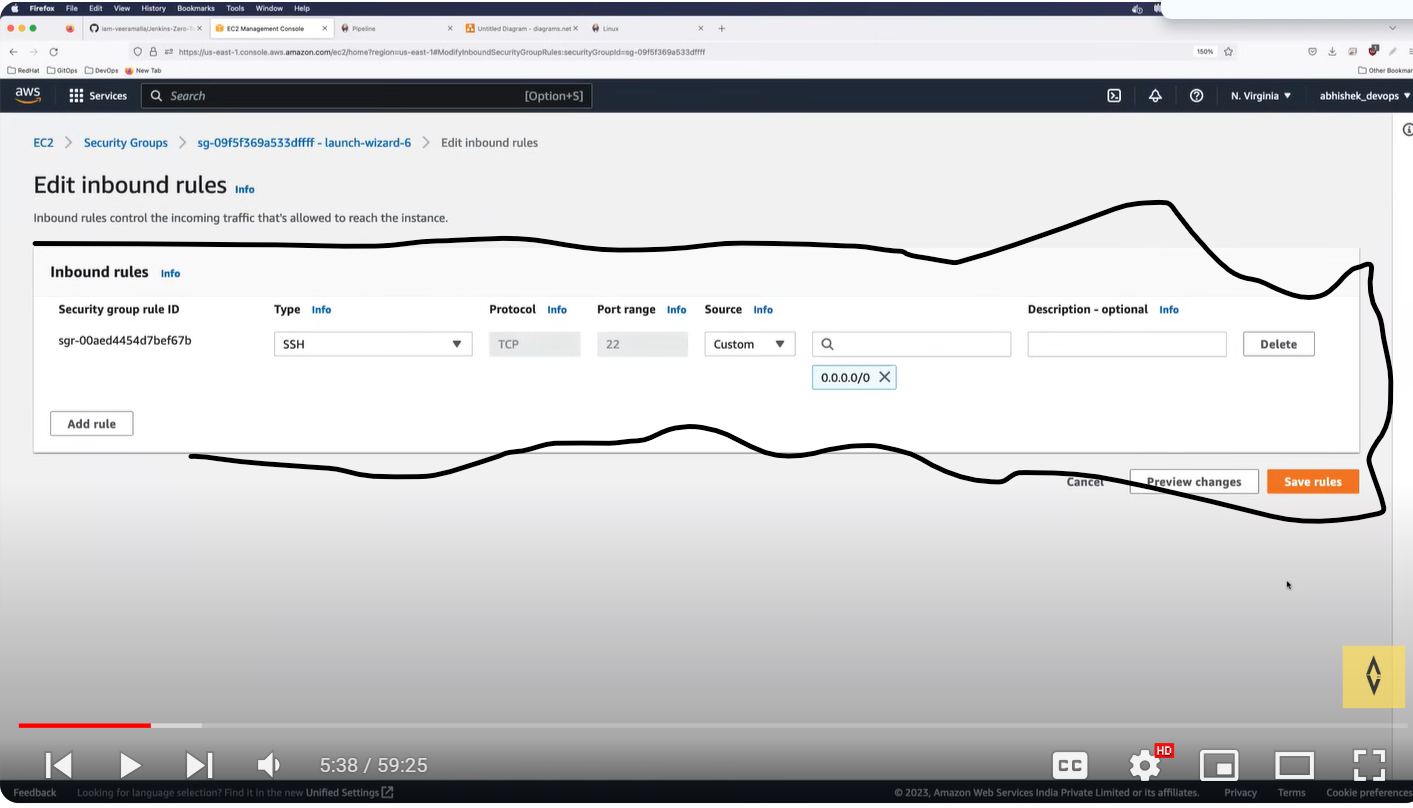 Firefox File Edit View History Bookmarks Tools Window Help
iam-veeramalla/Jenkins-Zero-T EC2 Management Console Pipeline Untitled Diagram - diagrams.net Linux
https://us-east-1.console.aws.amazon.com/ec2/home?region=us-east-1#ModifyInboundSecurityGroupRules:securityGroupId=sg-09f5f369a533dffff 150%
RedHat GitOps DevOps New Tab Other Bookmar
aws Services Search [Option+S] N. Virginia abhishek_devops
EC2 Security Groups sg-09f5f369a533dffff - launch-wizard-6 Edit inbound rules
Edit inbound rules Info
Inbound rules control the incoming traffic that's allowed to reach the instance.
Inbound rules Info
Security group rule ID Type Info Protocol Info Port range Info Source Info Description - optional Info
sgr-00aed4454d7bef67b SSH TCP 22 Custom Delete
0.0.0.0/0
Add rule
Cancel Preview changes Save rules
5:38 / 59:25 CC HD
Feedback Looking for language selection? Find it in the new Unified Settings © 2023, Amazon Web Services India Private Limited or its affiliates. Privacy Terms Cookie preferences